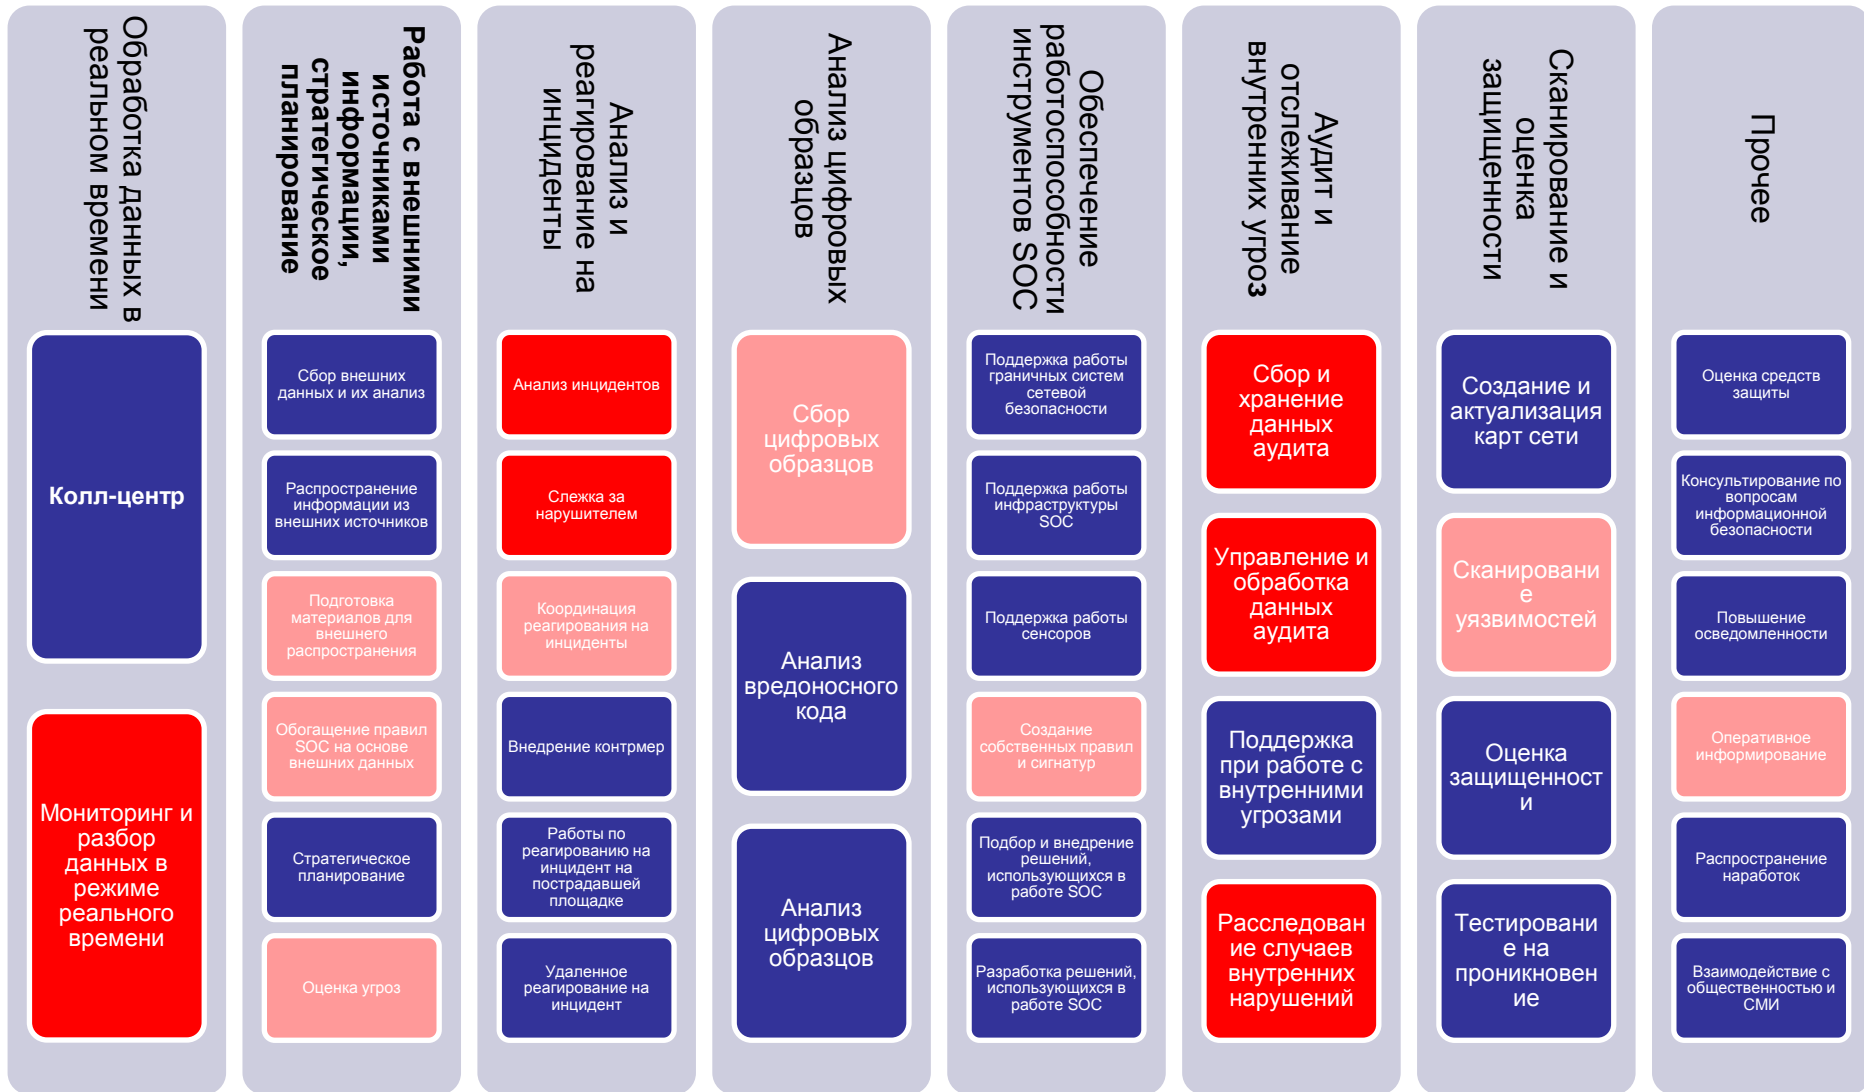 Обработка данных в
реальном времени
Колл-центр
Мониторинг и
разбор
данных в
режиме
реального
времени
Работа с внешними
источниками
информации,
стратегическое
планирование
Сбор внешних
данных и их анализ
Распространение
информации из
внешних источников
Подготовка
материалов для
внешнего
распространения
Обогащение правил
SOC на основе
внешних данных
Стратегическое
планирование
Оценка угроз
Анализ и
реагирование на
инциденты
Анализ инцидентов
Слежка за
нарушителем
Координация
реагирования на
инциденты
Внедрение контрмер
Работы по
реагированию на
инцидент на
пострадавшей
площадке
Удаленное
реагирование на
инцидент
Анализ цифровых
образцов
Сбор
цифровых
образцов
Анализ
вредоносного
кода
Анализ
цифровых
образцов
Обеспечение
работоспособности
инструментов SOC
Поддержка работы
граничных систем
сетевой
безопасности
Поддержка работы
инфраструктуры
SOC
Поддержка работы
сенсоров
Создание
собственных правил
и сигнатур
Подбор и внедрение
решений,
использующихся в
работе SOC
Разработка решений,
использующихся в
работе SOC
Аудит и
отслеживание
внутренних угроз
Сбор и
хранение
данных
аудита
Управление и
обработка
данных
аудита
Поддержка
при работе с
внутренними
угрозами
Расследован
ие случаев
внутренних
нарушений
Сканирование и
оценка
защищенности
Создание и
актуализация
карт сети
Сканировани
е
уязвимостей
Оценка
защищенност
и
Тестировани
е на
проникновен
ие
Прочее
Оценка средств
защиты
Консультирование по
вопросам
информационной
безопасности
Повышение
осведомленности
Оперативное
информирование
Распространение
наработок
Взаимодействие с
общественностью и
СМИ